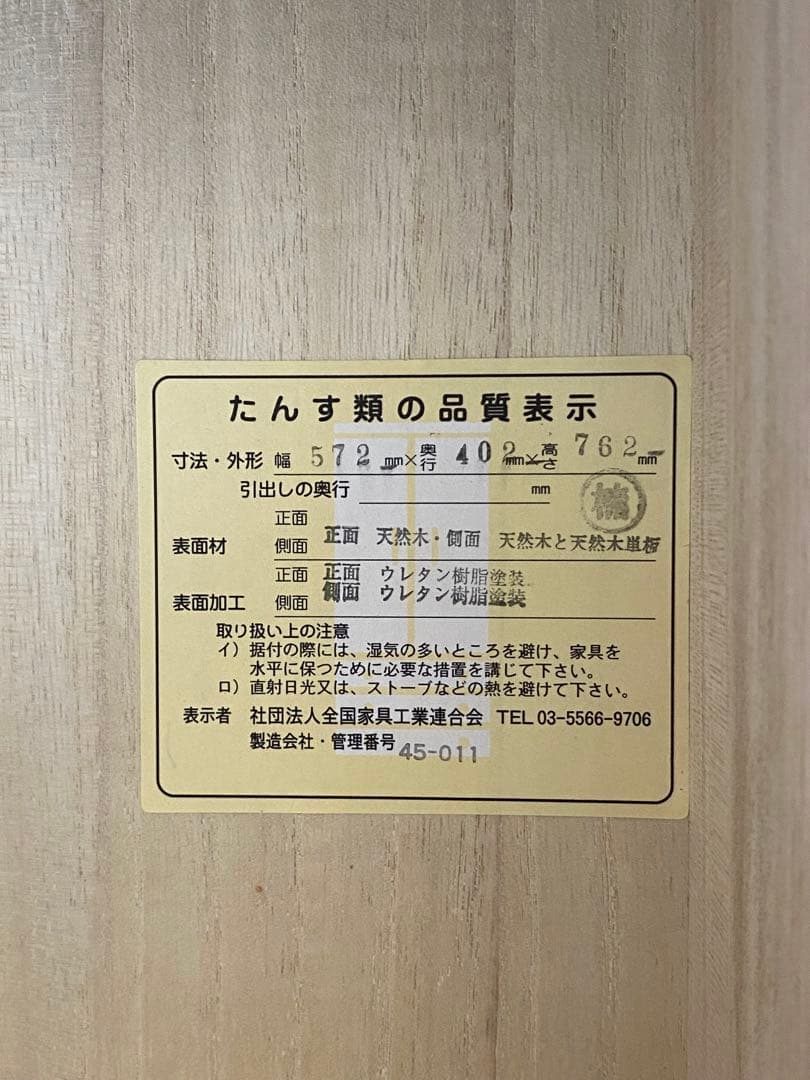 たんす類の品質表示
寸法・外形 幅 572 mm×奥行 402 mm×高さ 762 mm
引出しの奥行 mm
正面
表面材 側面 正面 天然木・側面 天然木と天然木単板
正面 正面 ウレタン樹脂塗装
表面加工 側面 側面 ウレタン樹脂塗装
取り扱い上の注意
イ）据付の際には、湿気の多いところを避け、家具を
水平に保つために必要な措置を講じて下さい。
ロ）直射日光又は、ストーブなどの熱を避けて下さい。
表示者 社団法人全国家具工業連合会 TEL 03-5566-9706
製造会社・管理番号 45-011